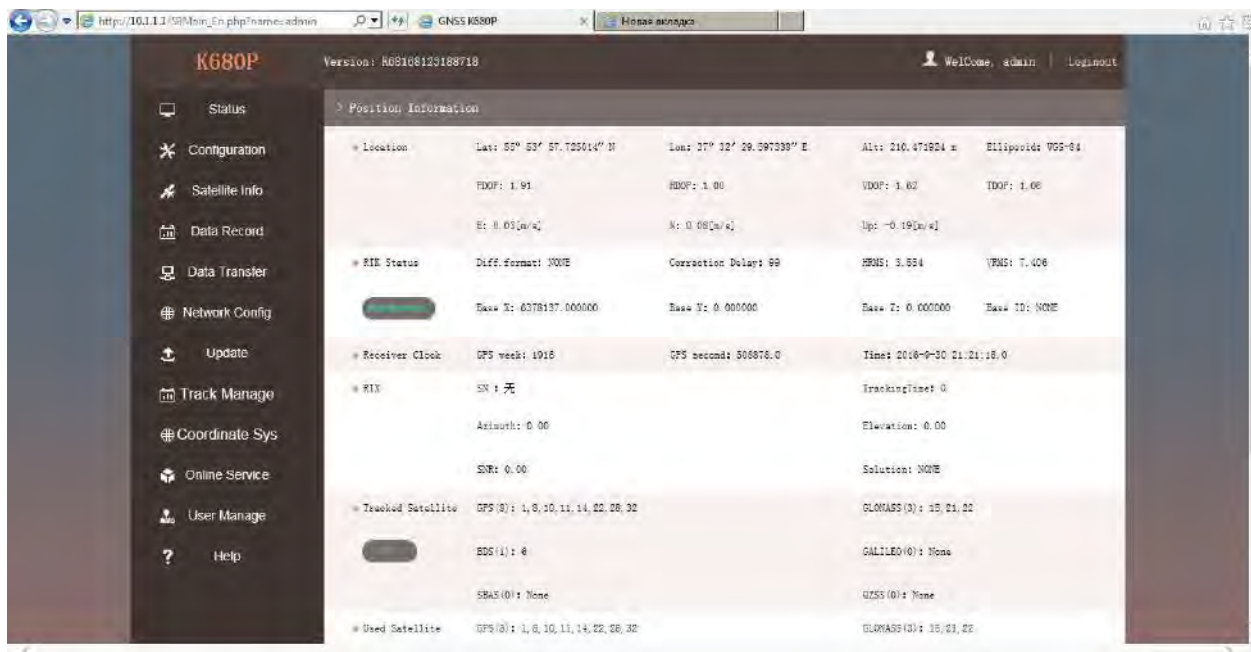 http://10.1.1.1/SBMain_En.php?name=admin GNSS K680P Новая вкладка
K680P Version: K68168123188718 WelCome, admin | Loginout
Status
Configuration
Satellite Info
Data Record
Data Transfer
Network Config
Update
Track Manage
Coordinate Sys
Online Service
User Manage
Help
> Position Information
Location Lat: 55° 53′ 57.725014″ N Lon: 37° 32′ 29.597333″ E Alt: 210.471924 m Ellipsoid: WGS-84
PDOP: 1.91 HDOP: 1.00 VDOP: 1.62 TDOP: 1.06
E: 0.03[m/s] N: 0.08[m/s] Up: -0.19[m/s]
RTK Status Diff.format: NONE Correction Delay: 99 HRMS: 3.554 VRMS: 7.406
Base X: 6378137.000000 Base Y: 0.000000 Base Z: 0.000000 Base ID: NONE
Receiver Clock GPS week: 1916 GPS second: 508878.0 Time: 2016-9-30 21:21:18.0
RTX SN : 无 TrackingTime: 0
Azimuth: 0.00 Elevation: 0.00
SNR: 0.00 Solution: NONE
Tracked Satellite GPS(8): 1, 8, 10, 11, 14, 22, 28, 32 GLONASS(3): 15, 21, 22
BDS(1): 6 GALILEO(0): None
SBAS(0): None QZSS(0): None
Used Satellite GPS(8): 1, 8, 10, 11, 14, 22, 28, 32 GLONASS(3): 15, 21, 22